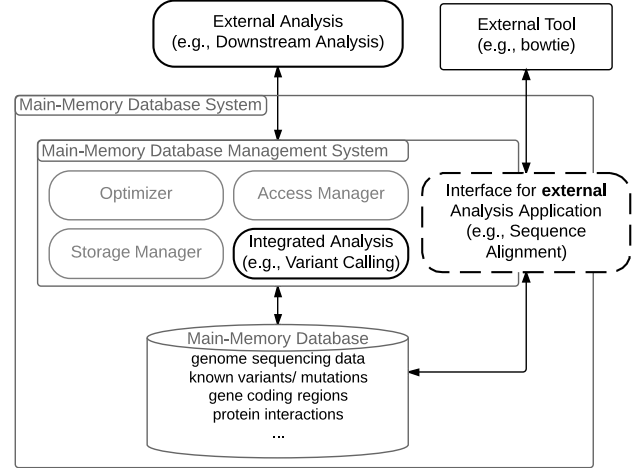 External Analysis
(e.g., Downstream Analysis)
External Tool
(e.g., bowtie)
Main-Memory Database System
Main-Memory Database Management System
Optimizer
Access Manager
Storage Manager
Integrated Analysis
(e.g., Variant Calling)
Interface for external
Analysis Application
(e.g., Sequence
Alignment)
Main-Memory Database
genome sequencing data
known variants/ mutations
gene coding regions
protein interactions
...